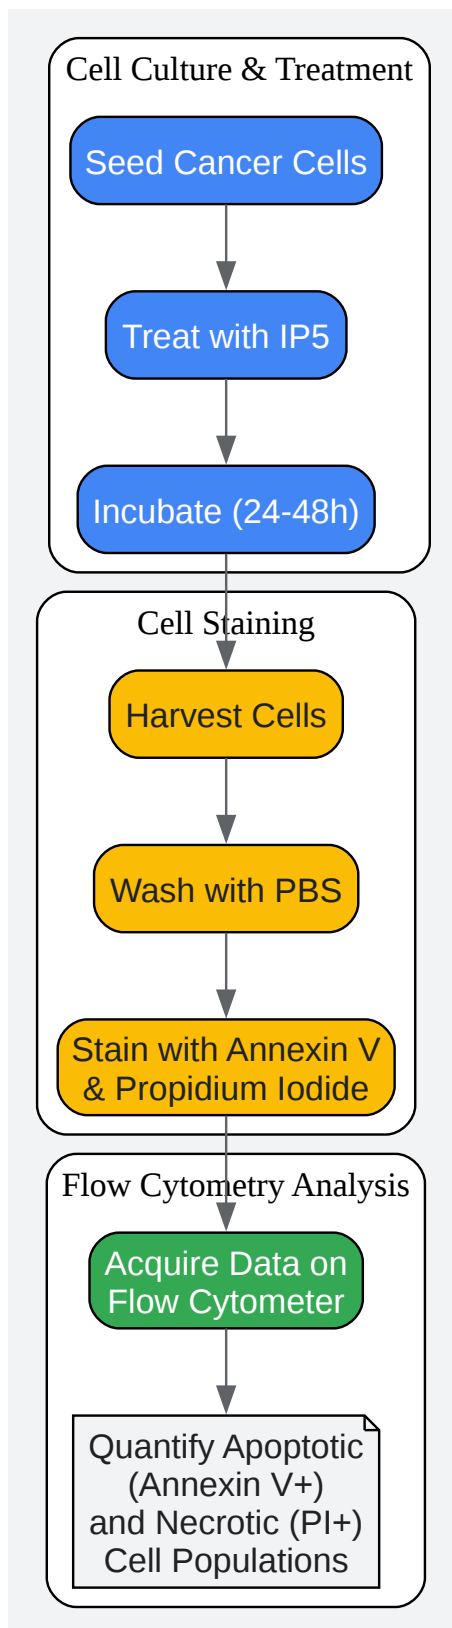 Cell Culture & Treatment
Seed Cancer Cells
Treat with IP5
Incubate (24-48h)
Cell Staining
Harvest Cells
Wash with PBS
Stain with Annexin V
& Propidium Iodide
Flow Cytometry Analysis
Acquire Data on
Flow Cytometer
Quantify Apoptotic
(Annexin V+)
and Necrotic (PI+)
Cell Populations